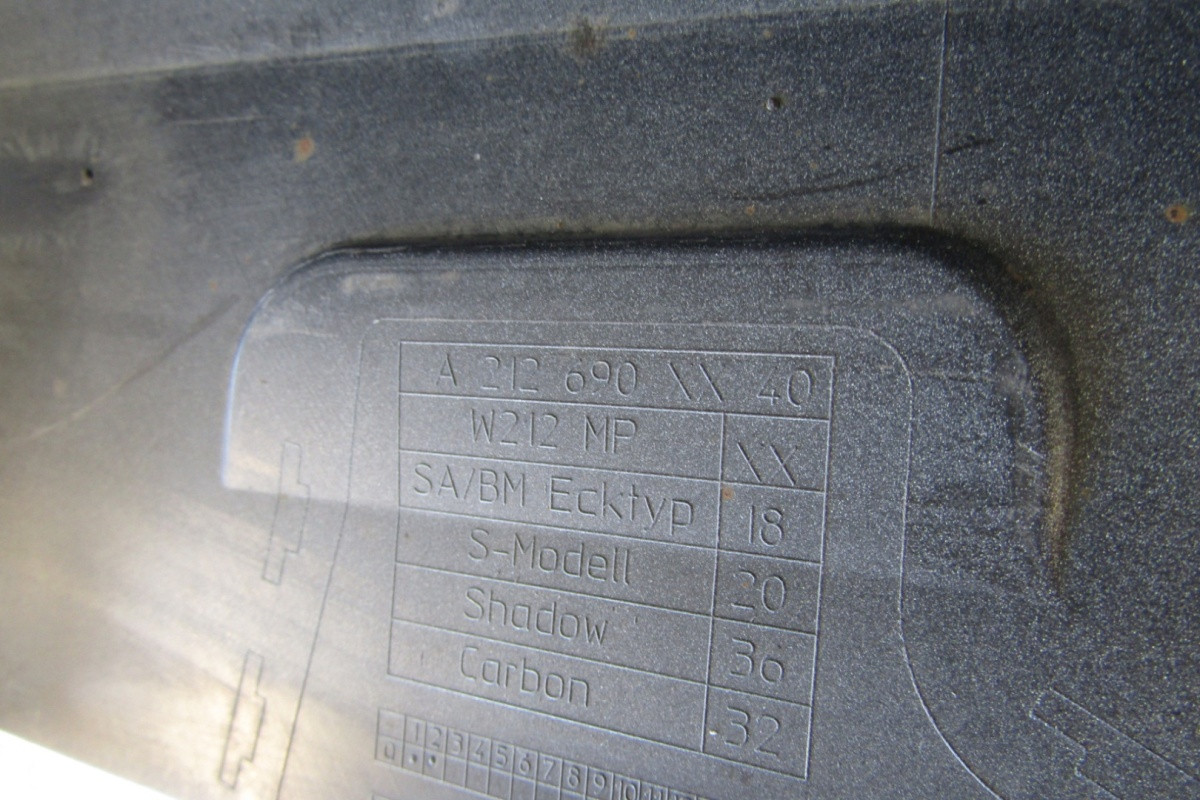 A 212 690 XX 40
W212 MP XX
SA/BM Ecktyp 18
S-Modell 20
Shadow 36
Carbon 32
1 2 3 4 5 6 7 8 9 10 11